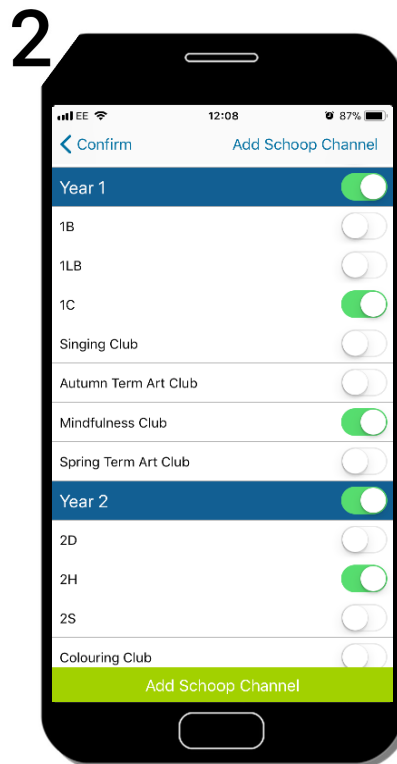 2
EE 12:08 87%
Confirm Add Schoop Channel
Year 1
1B
1LB
1C
Singing Club
Autumn Term Art Club
Mindfulness Club
Spring Term Art Club
Year 2
2D
2H
2S
Colouring Club
Add Schoop Channel